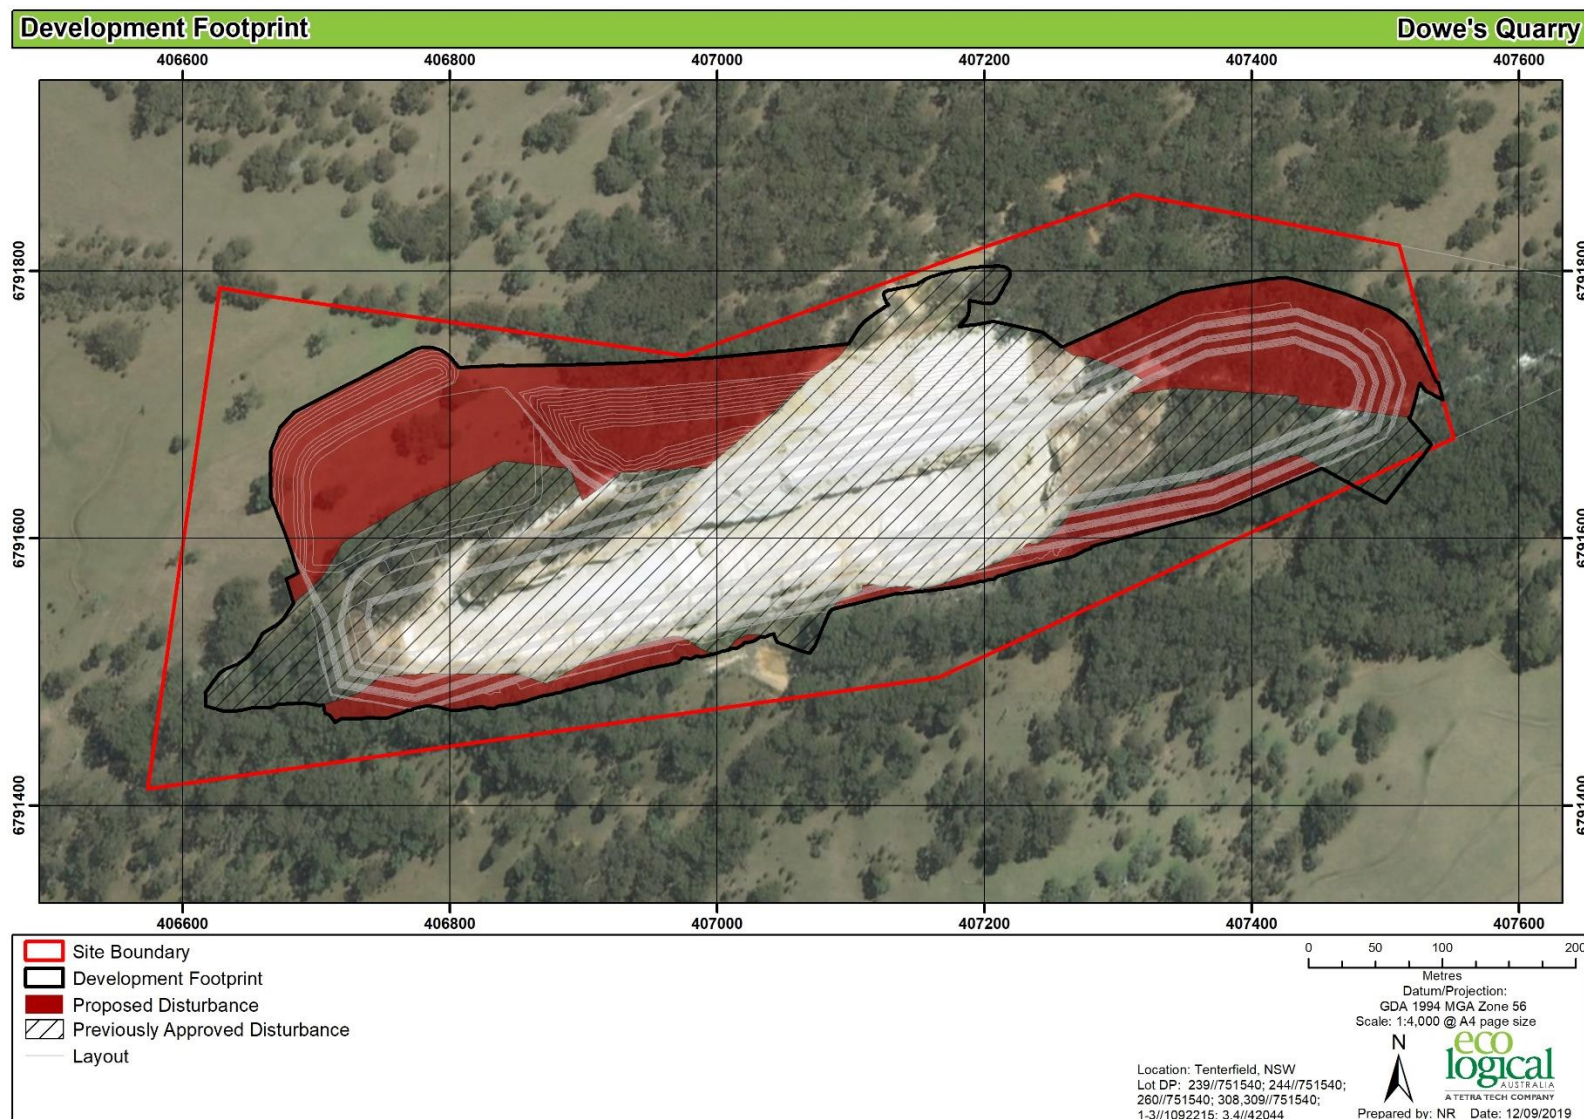 Development Footprint
Dowe's Quarry
406600 406800 407000 407200 407400 407600
6791800 6791800
6791600 6791600
6791400 6791400
406600 406800 407000 407200 407400 407600
Site Boundary
Development Footprint
Proposed Disturbance
Previously Approved Disturbance
Layout
0 50 100 200
Metres
Datum/Projection:
GDA 1994 MGA Zone 56
Scale: 1:4,000 @ A4 page size
N
eco
logical
AUSTRALIA
A TETRA TECH COMPANY
Location: Tenterfield, NSW
Lot DP: 239//751540; 244//751540;
260//751540; 308,309//751540;
1-3//1092215; 3,4//42044
Prepared by: NR Date: 12/09/2019